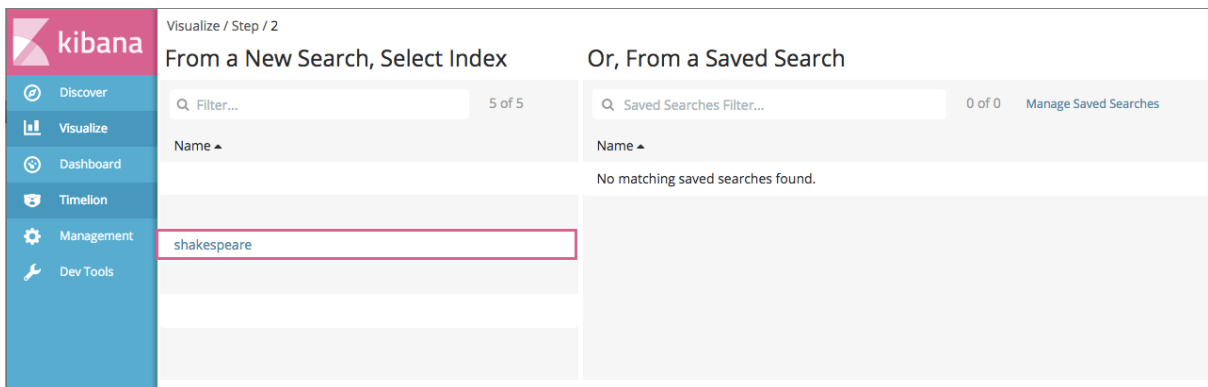 kibana
Discover
Visualize
Dashboard
Timelion
Management
Dev Tools
Visualize / Step / 2
From a New Search, Select Index
Filter...
5 of 5
Name
shakespeare
Or, From a Saved Search
Saved Searches Filter...
0 of 0
Manage Saved Searches
Name
No matching saved searches found.